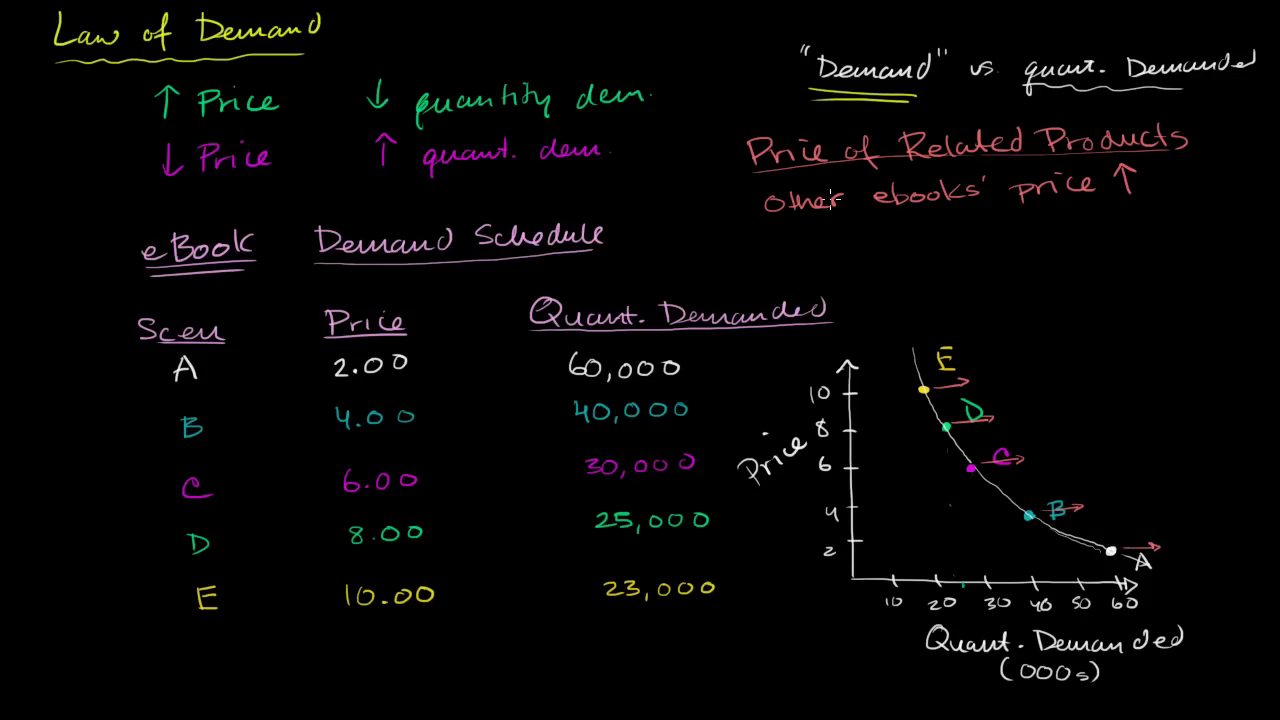 Law of Demand
↑ Price ↓ quantity dem.
↓ Price ↑ quant. dem.
"Demand" vs. quant. Demanded
Price of Related Products
other ebooks' price ↑
eBook Demand Schedule
Scen Price Quant. Demanded
A 2.00 60,000
B 4.00 40,000
C 6.00 30,000
D 8.00 25,000
E 10.00 23,000
E
10
D
8
Price
6
C
4
B
2
A
10 20 30 40 50 60
Quant. Demanded
(000s)